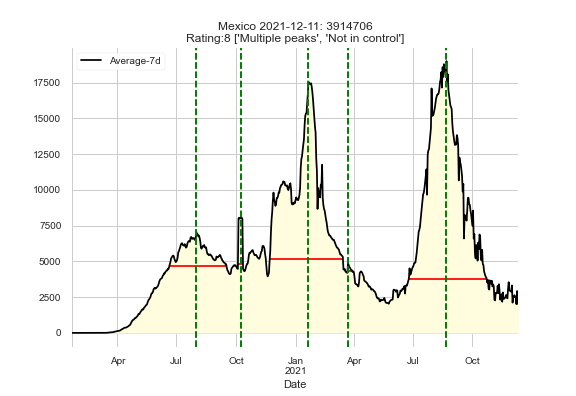 Mexico 2021-12-11: 3914706
Rating:8 ['Multiple peaks', 'Not in control']
Average-7d
17500
15000
12500
10000
7500
5000
2500
0
Apr
Jul
Oct
Jan
2021
Apr
Jul
Oct
Date